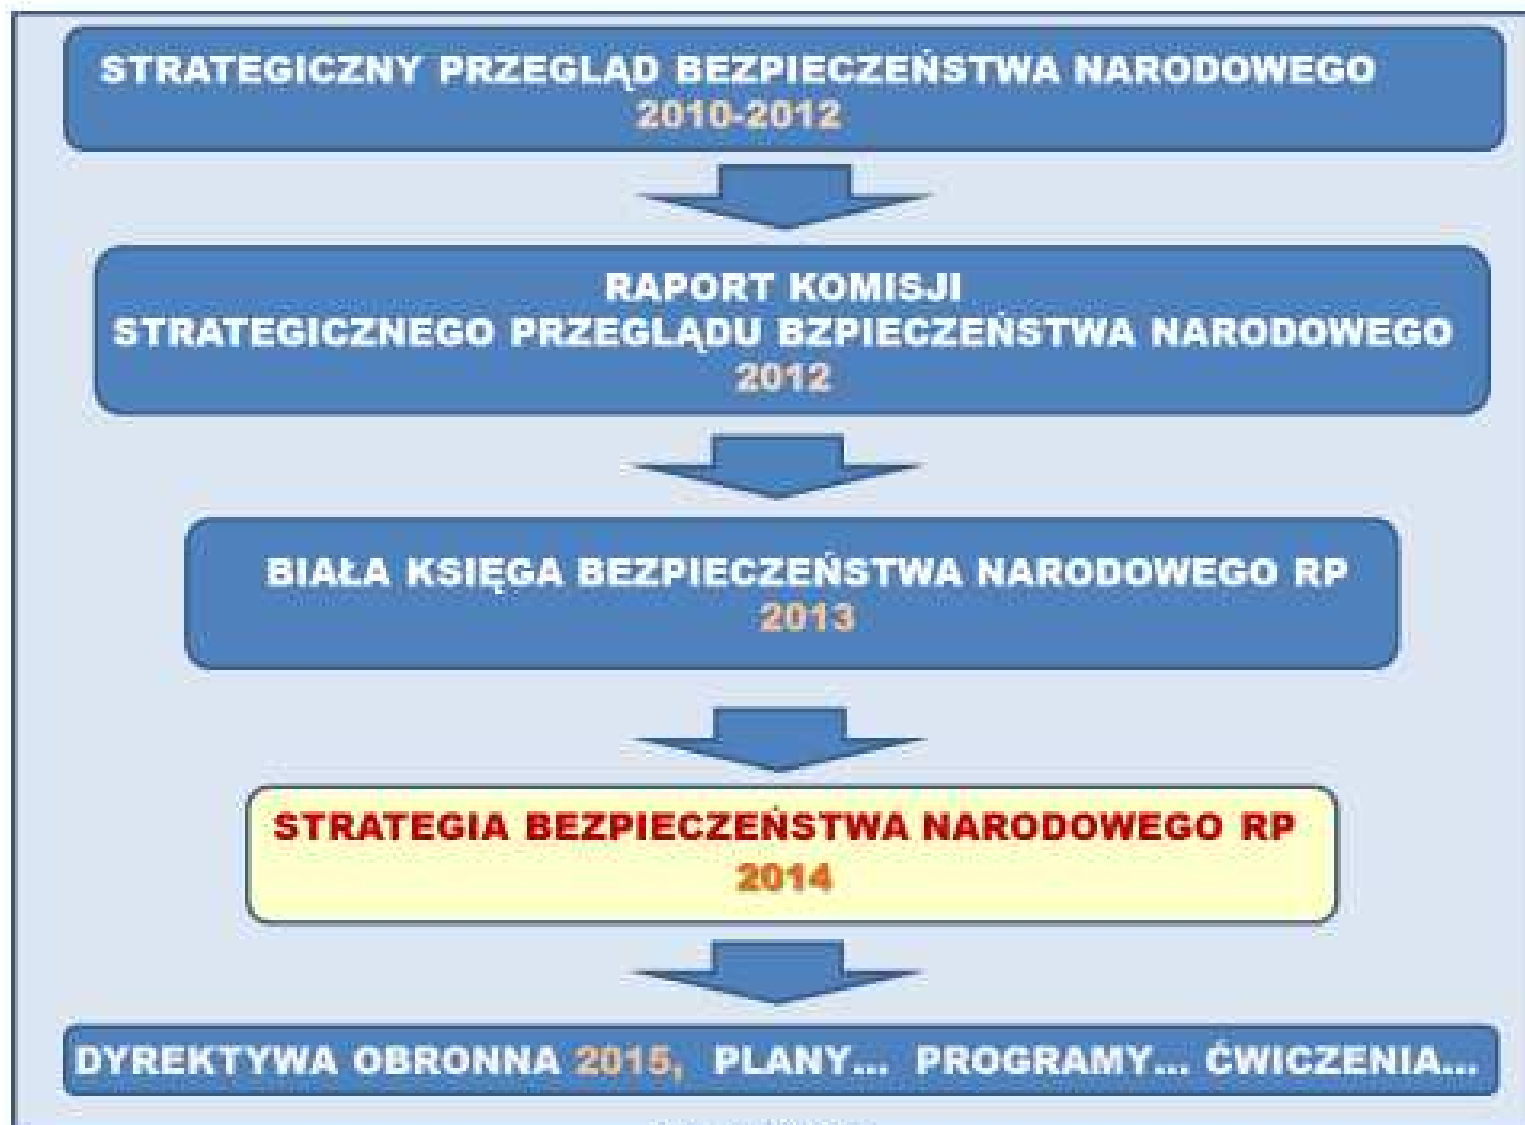 STRATEGICZNY PRZEGLĄD BEZPIECZEŃSTWA NARODOWEGO
2010-2012
RAPORT KOMISJI
STRATEGICZNEGO PRZEGLĄDU BZPIECZEŃSTWA NARODOWEGO
2012
BIAŁA KSIĘGA BEZPIECZEŃSTWA NARODOWEGO RP
2013
STRATEGIA BEZPIECZEŃSTWA NARODOWEGO RP
2014
DYREKTYWA OBRONNA 2015, PLANY... PROGRAMY... ĆWICZENIA...